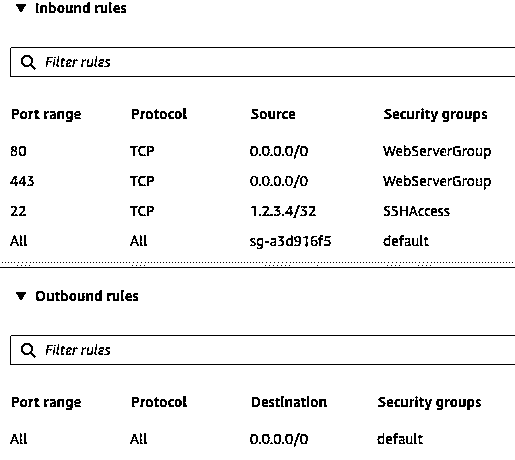 Inbound rules
Filter rules
Port range Protocol Source Security groups
80 TCP 0.0.0.0/0 WebServerGroup
443 TCP 0.0.0.0/0 WebServerGroup
22 TCP 1.2.3.4/32 SSHAccess
All All sg-a3d916f5 default
Outbound rules
Filter rules
Port range Protocol Destination Security groups
All All 0.0.0.0/0 default